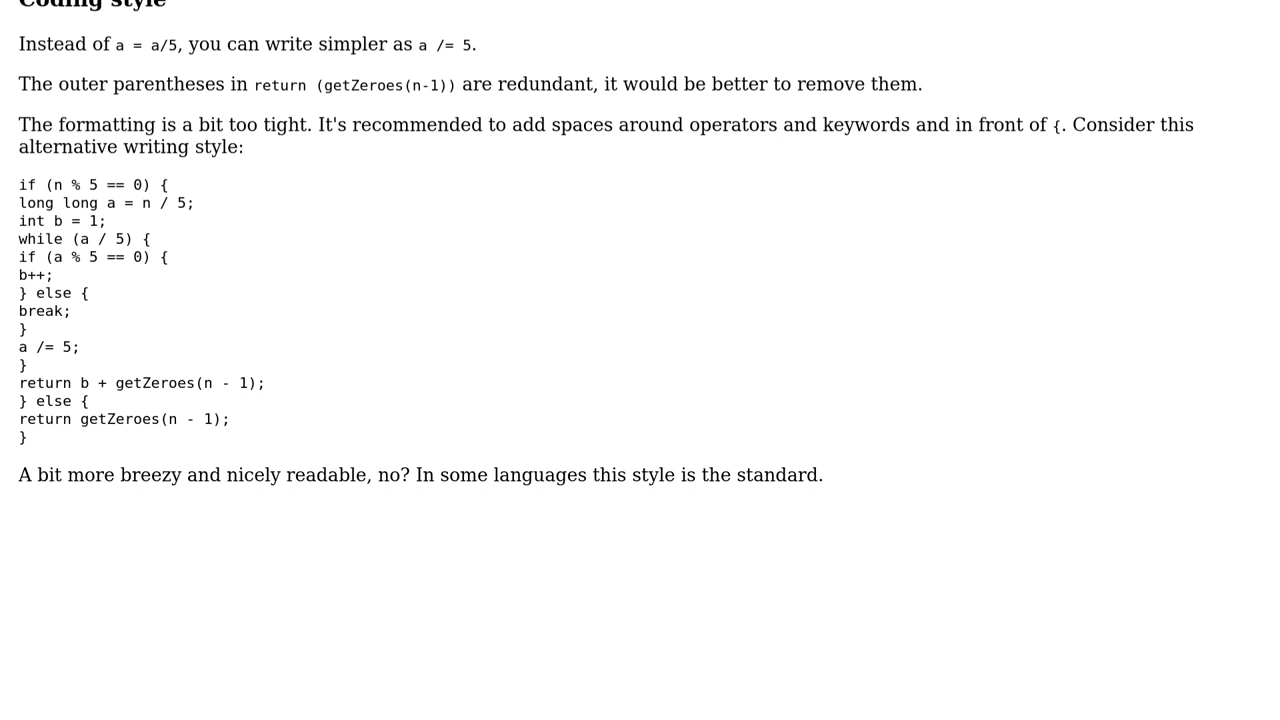 Coding style
Instead of a = a/5, you can write simpler as a /= 5.
The outer parentheses in return (getZeroes(n-1)) are redundant, it would be better to remove them.
The formatting is a bit too tight. It's recommended to add spaces around operators and keywords and in front of {. Consider this
alternative writing style:
if (n % 5 == 0) {
long long a = n / 5;
int b = 1;
while (a / 5) {
if (a % 5 == 0) {
b++;
} else {
break;
}
a /= 5;
}
return b + getZeroes(n - 1);
} else {
return getZeroes(n - 1);
}
A bit more breezy and nicely readable, no? In some languages this style is the standard.